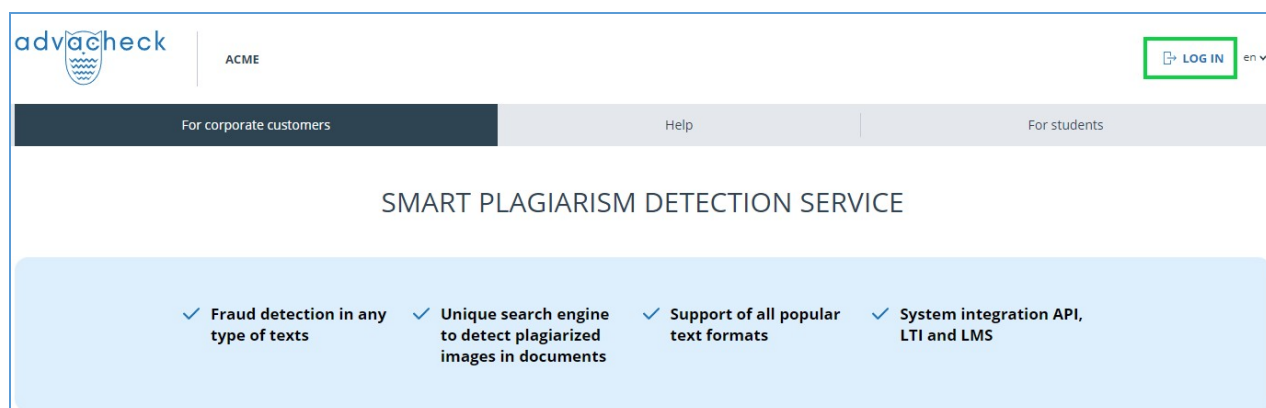 advacheck
ACME
LOG IN
en
For corporate customers
Help
For students
SMART PLAGIARISM DETECTION SERVICE
Fraud detection in any
type of texts
Unique search engine
to detect plagiarized
images in documents
Support of all popular
text formats
System integration API,
LTI and LMS